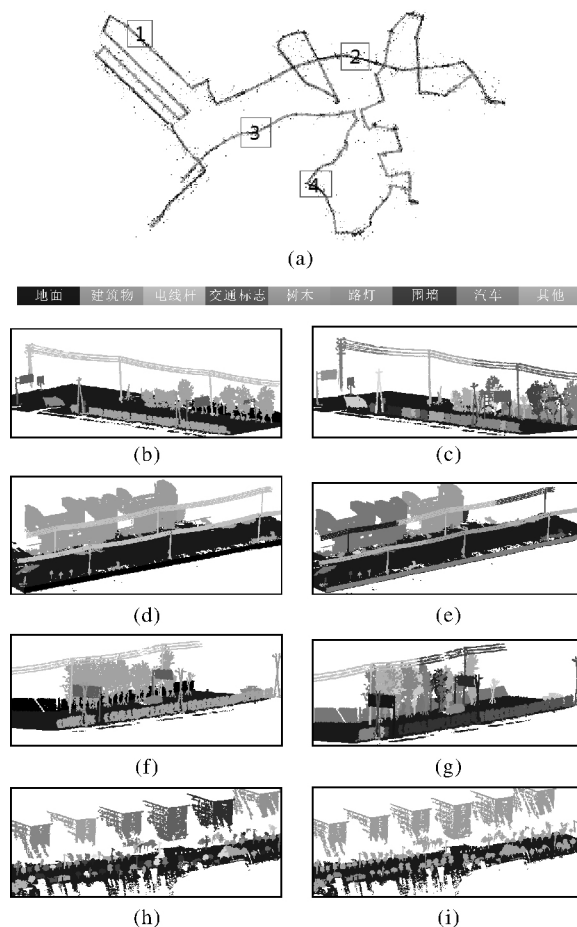 1
2
3
4
(a)
地面 建筑物 电线杆 交通标志 树木 路灯 围墙 汽车 其他
(b) (c)
(d) (e)
(f) (g)
(h) (i)